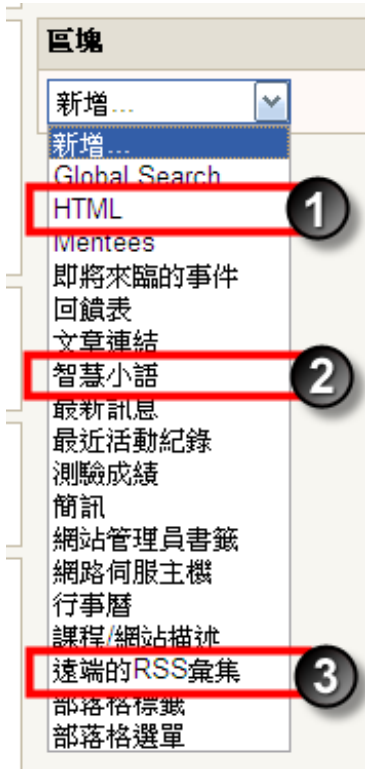 區塊
新增...
新增...
Global Search
HTML
1
Mentees
即將來臨的事件
回饋表
文章連結
智慧小語
2
最新訊息
最近活動紀錄
測驗成績
簡訊
網站管理員書籤
網路伺服主機
行事曆
課程/網站描述
遠端的RSS彙集
3
部落格標籤
部落格選單